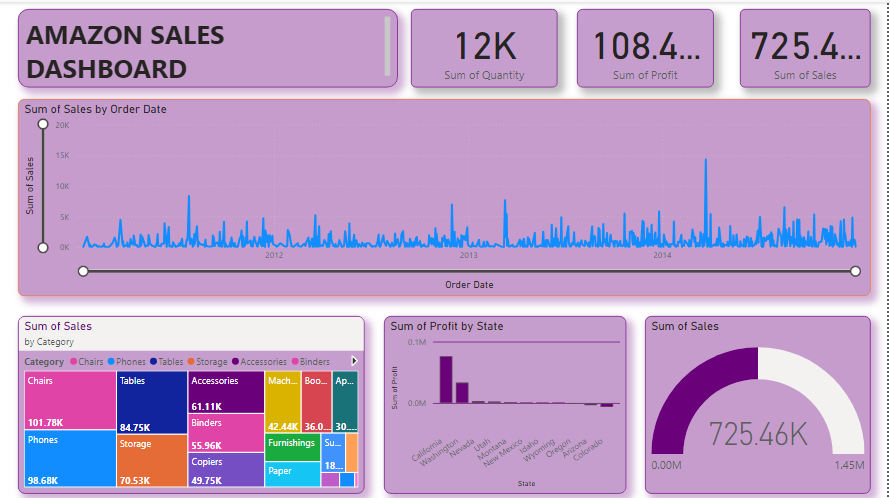 AMAZON SALES
DASHBOARD
12K
Sum of Quantity
108.4...
Sum of Profit
725.4...
Sum of Sales
Sum of Sales by Order Date
Sum of Sales
20K
15K
10K
5K
0K
2012
2013
2014
Order Date
Sum of Sales
by Category
Category Chairs Phones Tables Storage Accessories Binders
Chairs
101.78K
Phones
98.68K
Tables
84.75K
Storage
70.53K
Accessories
61.11K
Binders
55.96K
Copiers
49.75K
Mach...
42.44K
Boo...
36.0...
Ap...
30....
Furnishings
Paper
Su...
18...
Sum of Profit by State
Sum of Profit
0.1M
0.0M
California
Washington
Nevada
Utah
Montana
New Mexico
Idaho
Wyoming
Oregon
Arizona
Colorado
State
Sum of Sales
725.46K
0.00M
1.45M